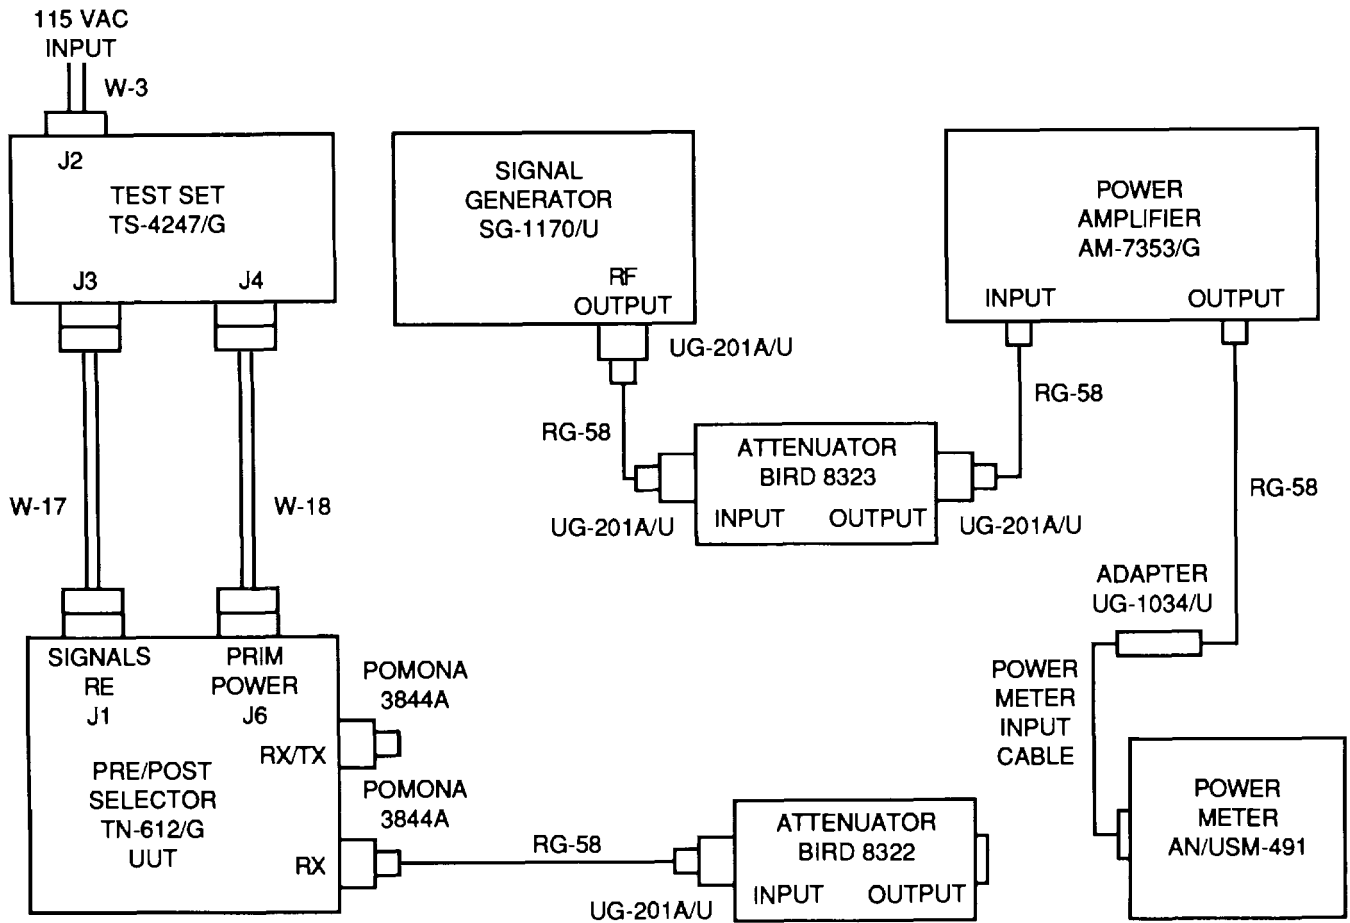 115 VAC
INPUT
W-3
J2
TEST SET
TS-4247/G
J3
J4
W-17
W-18
SIGNAL
GENERATOR
SG-1170/U
RF
OUTPUT
UG-201A/U
RG-58
POWER
AMPLIFIER
AM-7353/G
INPUT
OUTPUT
RG-58
ATTENUATOR
BIRD 8323
INPUT
OUTPUT
UG-201A/U
UG-201A/U
RG-58
ADAPTER
UG-1034/U
POWER
METER
INPUT
CABLE
POWER
METER
AN/USM-491
SIGNALS
RE
J1
PRIM
POWER
J6
POMONA
3844A
RX/TX
PRE/POST
SELECTOR
TN-612/G
UUT
POMONA
3844A
RX
RG-58
UG-201A/U
ATTENUATOR
BIRD 8322
INPUT
OUTPUT